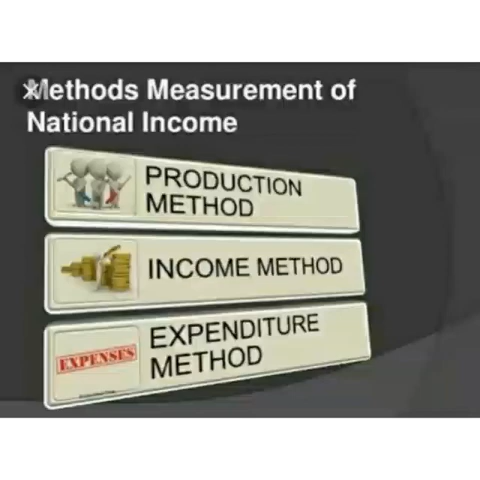 Methods Measurement of
National Income
PRODUCTION
METHOD
INCOME METHOD
EXPENSES
EXPENDITURE
METHOD